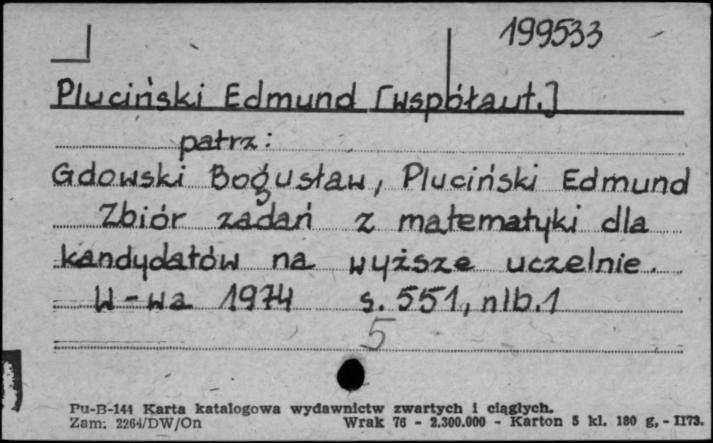 199533
Pluciński Edmund [współaut.]
patrz:
Gdowski Bogusław, Pluciński Edmund
Zbiór zadań z matematyki dla
kandydatów na wyższe uczelnie.
W-wa 1974 s. 551, nlb. 1
5
Pu-B-144 Karta katalogowa wydawnictw zwartych i ciągłych.
Zam. 2264/DW/On Wrak 76 - 2.300.000 - Karton 5 kl. 180 g, - II73.